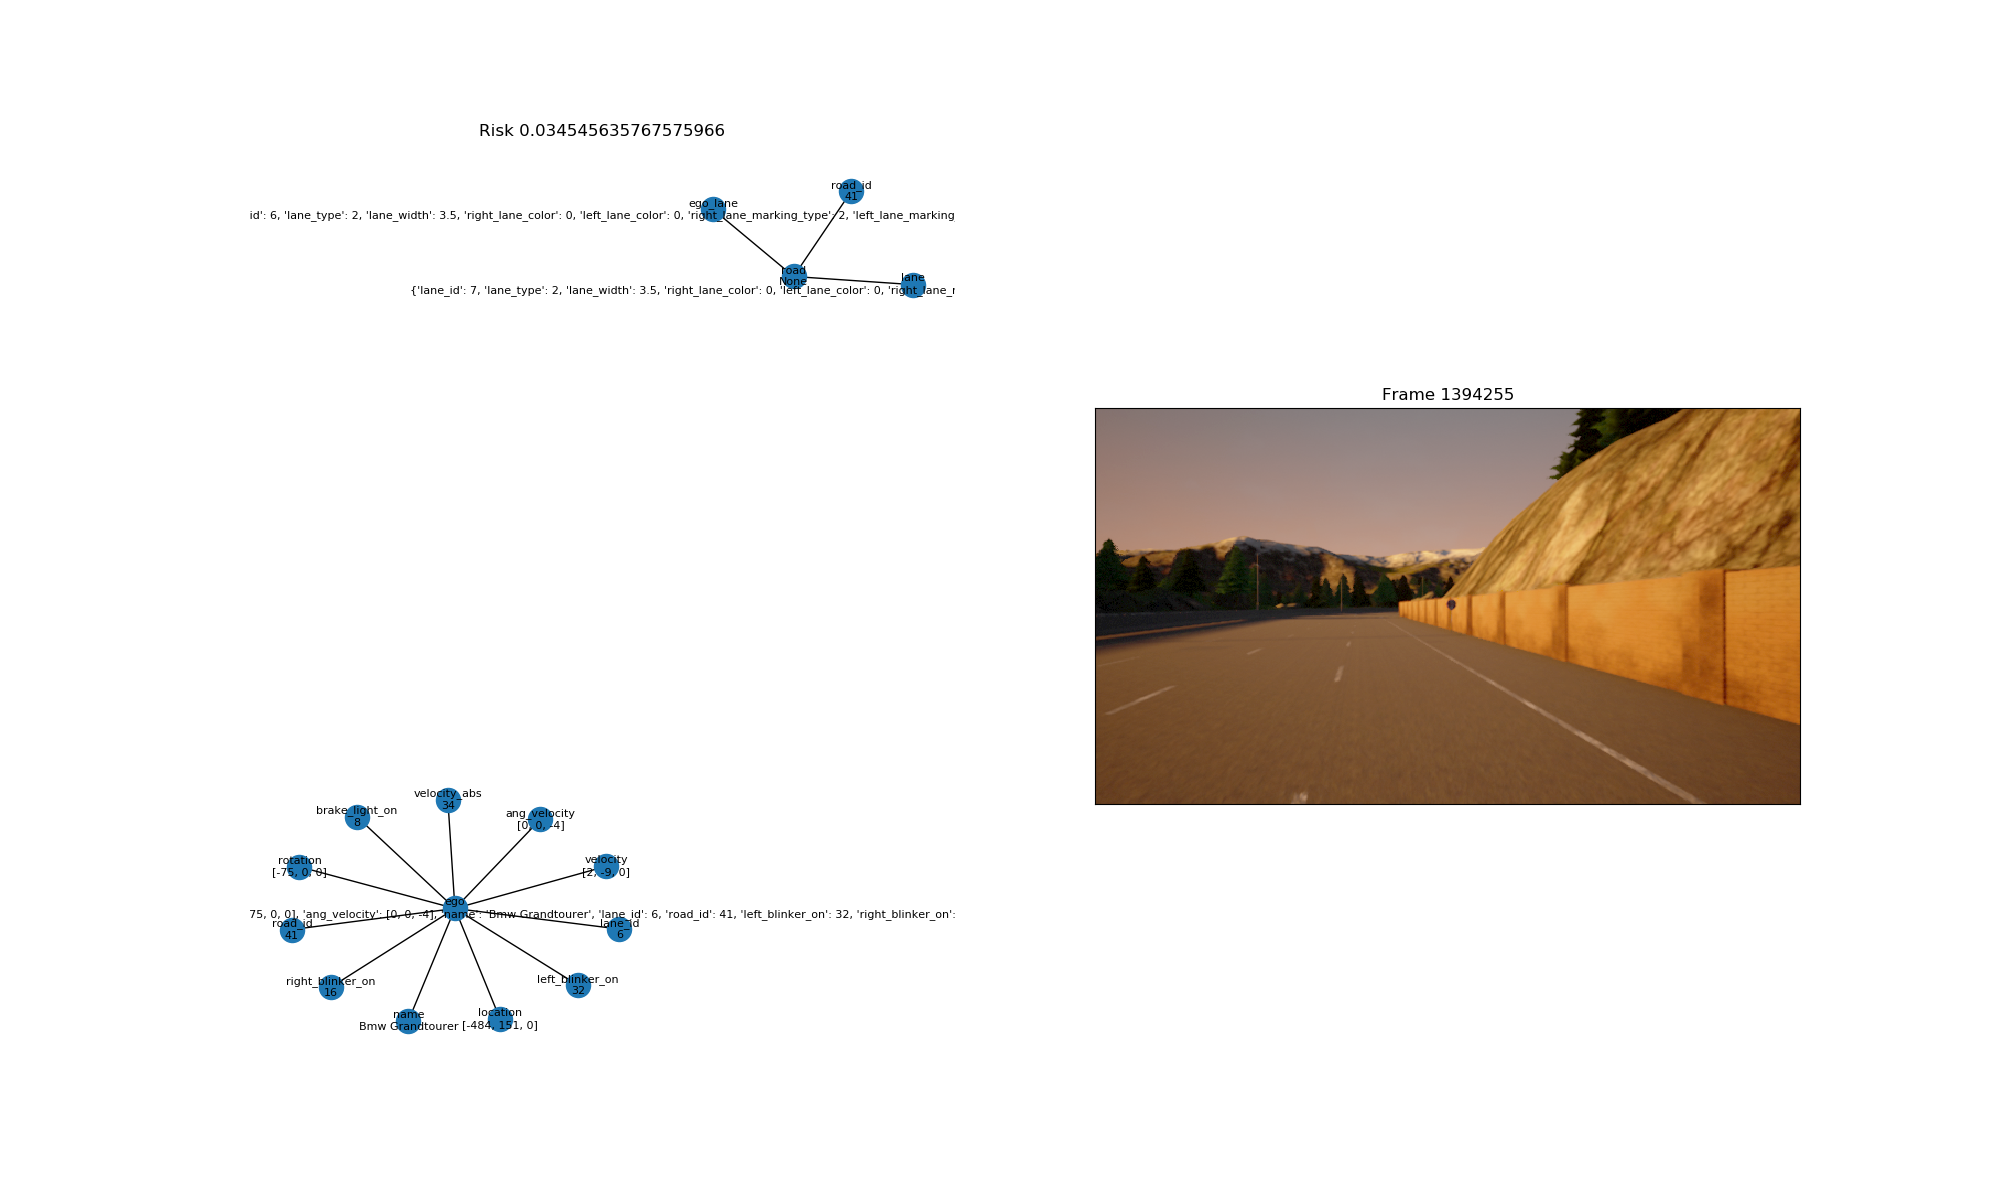 Risk 0.034545635767575966
road_id
41
ego_lane
id': 6, 'lane_type': 2, 'lane_width': 3.5, 'right_lane_color': 0, 'left_lane_color': 0, 'right_lane_marking_type': 2, 'left_lane_marking
road
None
lane
{'lane_id': 7, 'lane_type': 2, 'lane_width': 3.5, 'right_lane_color': 0, 'left_lane_color': 0, 'right_lane_r
Frame 1394255
velocity_abs
34
brake_light_on
8
ang_velocity
[0, 0, -4]
rotation
[-75, 0, 0]
velocity
[2, -9, 0]
ego
75, 0, 0], 'ang_velocity': [0, 0, -4], 'name': 'Bmw Grandtourer', 'lane_id': 6, 'road_id': 41, 'left_blinker_on': 32, 'right_blinker_on':
road_id
41
lane_id
6
right_blinker_on
16
left_blinker_on
32
name
Bmw Grandtourer
location
[-484, 151, 0]